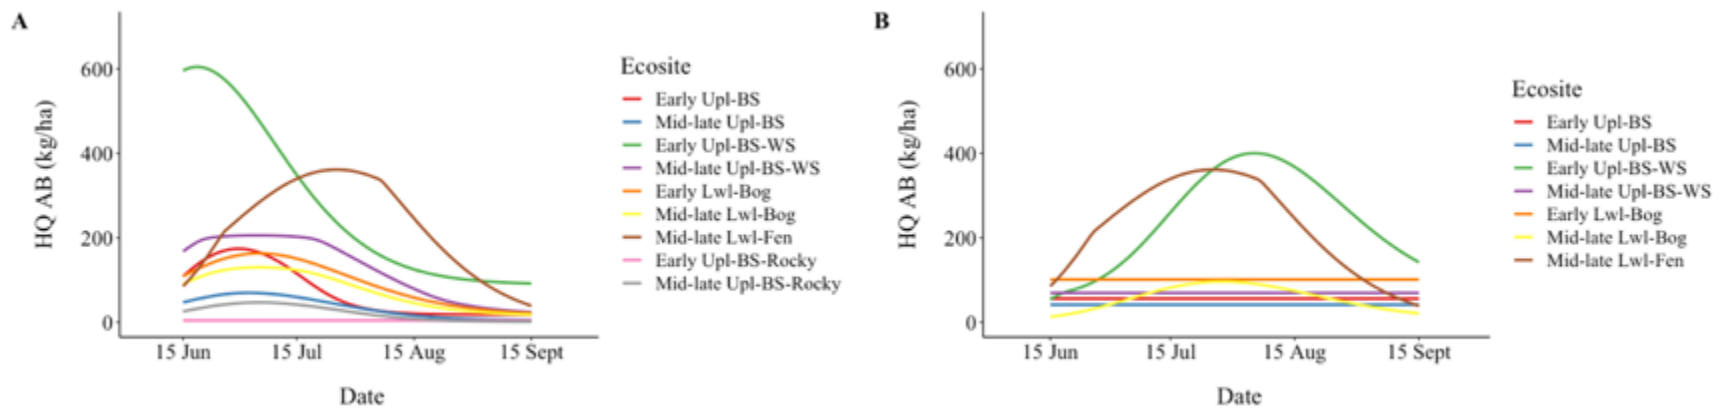 A
HQ AB (kg/ha)
600
400
200
0
15 Jun
15 Jul
15 Aug
15 Sept
Date
Ecosite
Early Upl-BS
Mid-late Upl-BS
Early Upl-BS-WS
Mid-late Upl-BS-WS
Early Lwl-Bog
Mid-late Lwl-Bog
Mid-late Lwl-Fen
Early Upl-BS-Rocky
Mid-late Upl-BS-Rocky
B
HQ AB (kg/ha)
600
400
200
0
15 Jun
15 Jul
15 Aug
15 Sept
Date
Ecosite
Early Upl-BS
Mid-late Upl-BS
Early Upl-BS-WS
Mid-late Upl-BS-WS
Early Lwl-Bog
Mid-late Lwl-Bog
Mid-late Lwl-Fen